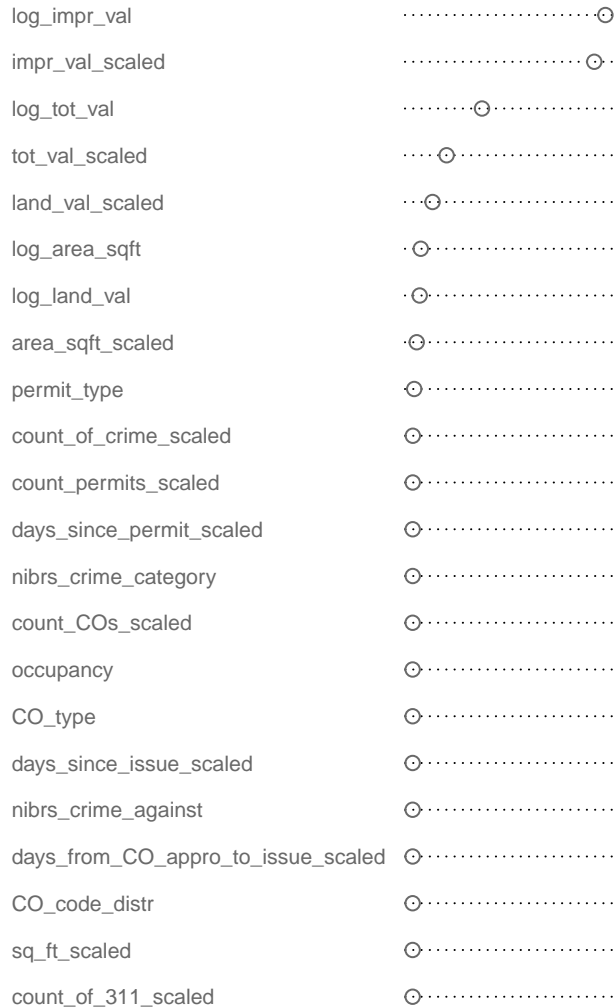 log_impr_val
impr_val_scaled
log_tot_val
tot_val_scaled
land_val_scaled
log_area_sqft
log_land_val
area_sqft_scaled
permit_type
count_of_crime_scaled
count_permits_scaled
days_since_permit_scaled
nibrs_crime_category
count_COs_scaled
occupancy
CO_type
days_since_issue_scaled
nibrs_crime_against
days_from_CO_appro_to_issue_scaled
CO_code_distr
sq_ft_scaled
count_of_311_scaled